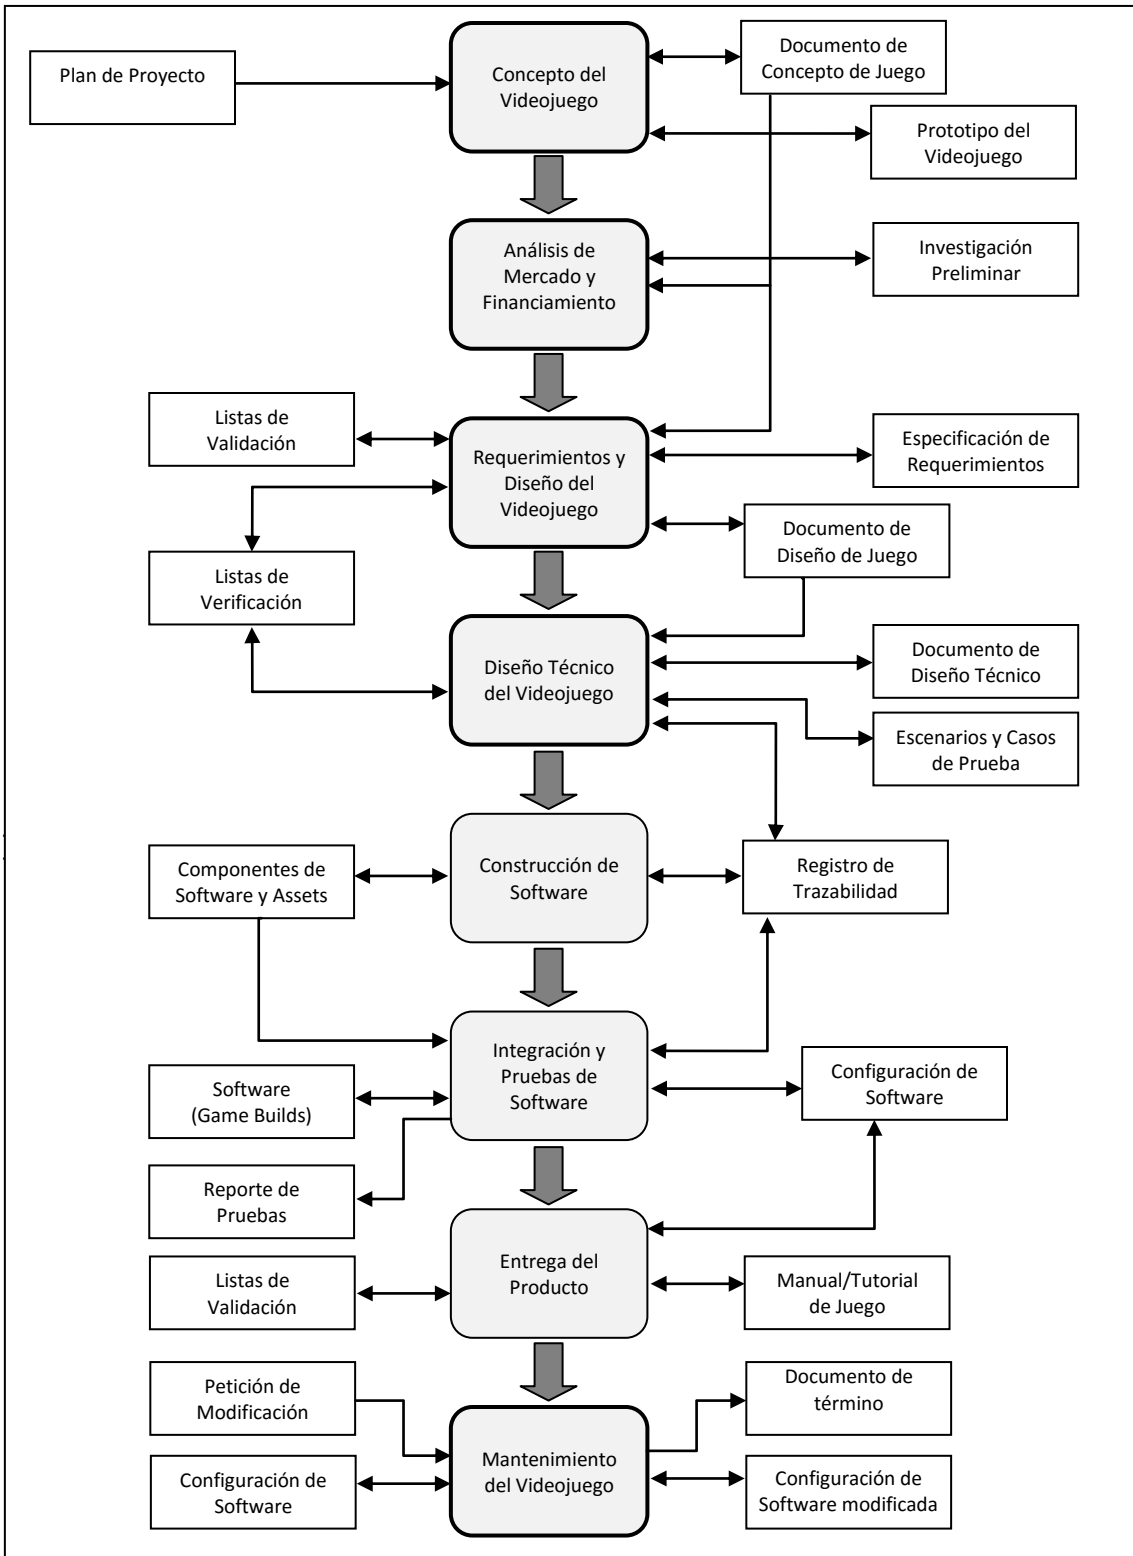 Plan de Proyecto
Concepto del
Videojuego
Documento de
Concepto de Juego
Prototipo del
Videojuego
Análisis de
Mercado y
Financiamiento
Investigación
Preliminar
Listas de
Validación
Requerimientos y
Diseño del
Videojuego
Especificación de
Requerimientos
Documento de
Diseño de Juego
Listas de
Verificación
Diseño Técnico
del Videojuego
Documento de
Diseño Técnico
Escenarios y Casos
de Prueba
Componentes de
Software y Assets
Construcción de
Software
Registro de
Trazabilidad
Integración y
Pruebas de
Software
Configuración de
Software
Software
(Game Builds)
Reporte de
Pruebas
Entrega del
Producto
Listas de
Validación
Manual/Tutorial
de Juego
Petición de
Modificación
Documento de
término
Mantenimiento
del Videojuego
Configuración de
Software
Configuración de
Software modificada